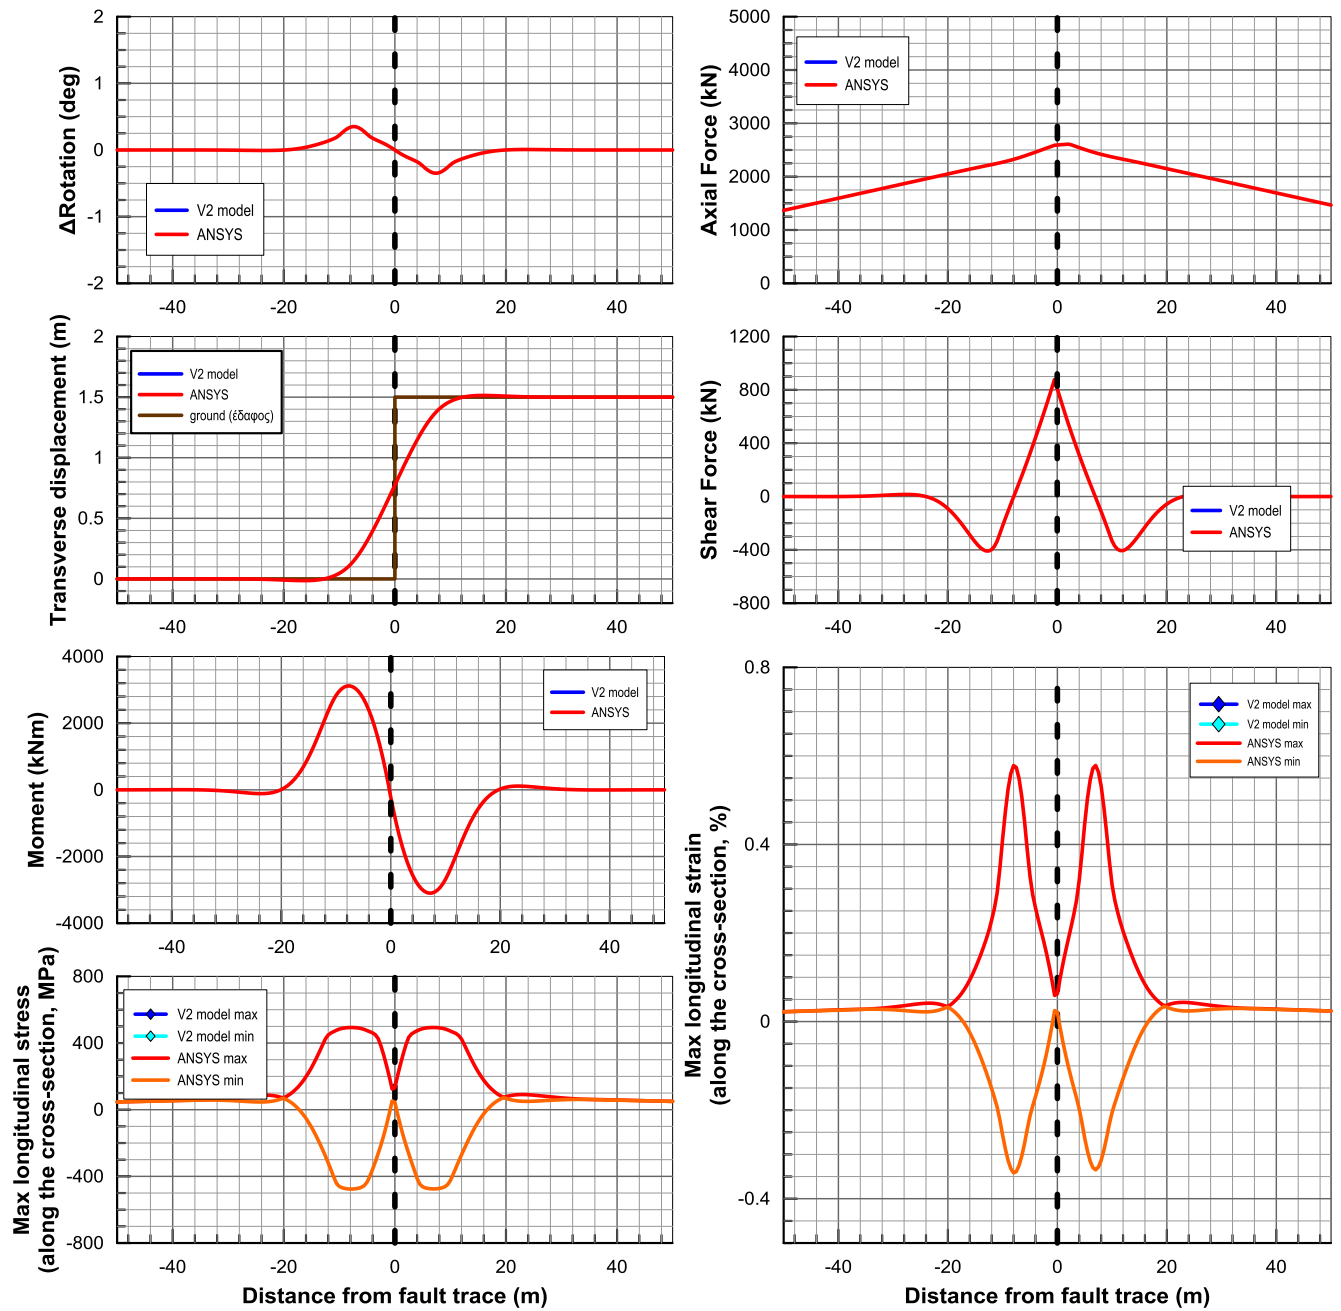 ΔRotation (deg)
2
1
0
-1
-2
V2 model
ANSYS
-40
-20
0
20
40
Axial Force (kN)
5000
4000
3000
2000
1000
0
V2 model
ANSYS
-40
-20
0
20
40
Transverse displacement (m)
2
1.5
1
0.5
0
V2 model
ANSYS
ground (έδαφος)
-40
-20
0
20
40
Shear Force (kN)
1200
800
400
0
-400
-800
V2 model
ANSYS
-40
-20
0
20
40
Moment (kNm)
4000
2000
0
-2000
-4000
V2 model
ANSYS
-40
-20
0
20
40
Max longitudinal stress
(along the cross-section, MPa)
800
400
0
-400
-800
V2 model max
V2 model min
ANSYS max
ANSYS min
-40
-20
0
20
40
Distance from fault trace (m)
Max longitudinal strain
(along the cross-section, %)
0.8
0.4
0
-0.4
V2 model max
V2 model min
ANSYS max
ANSYS min
-40
-20
0
20
40
Distance from fault trace (m)